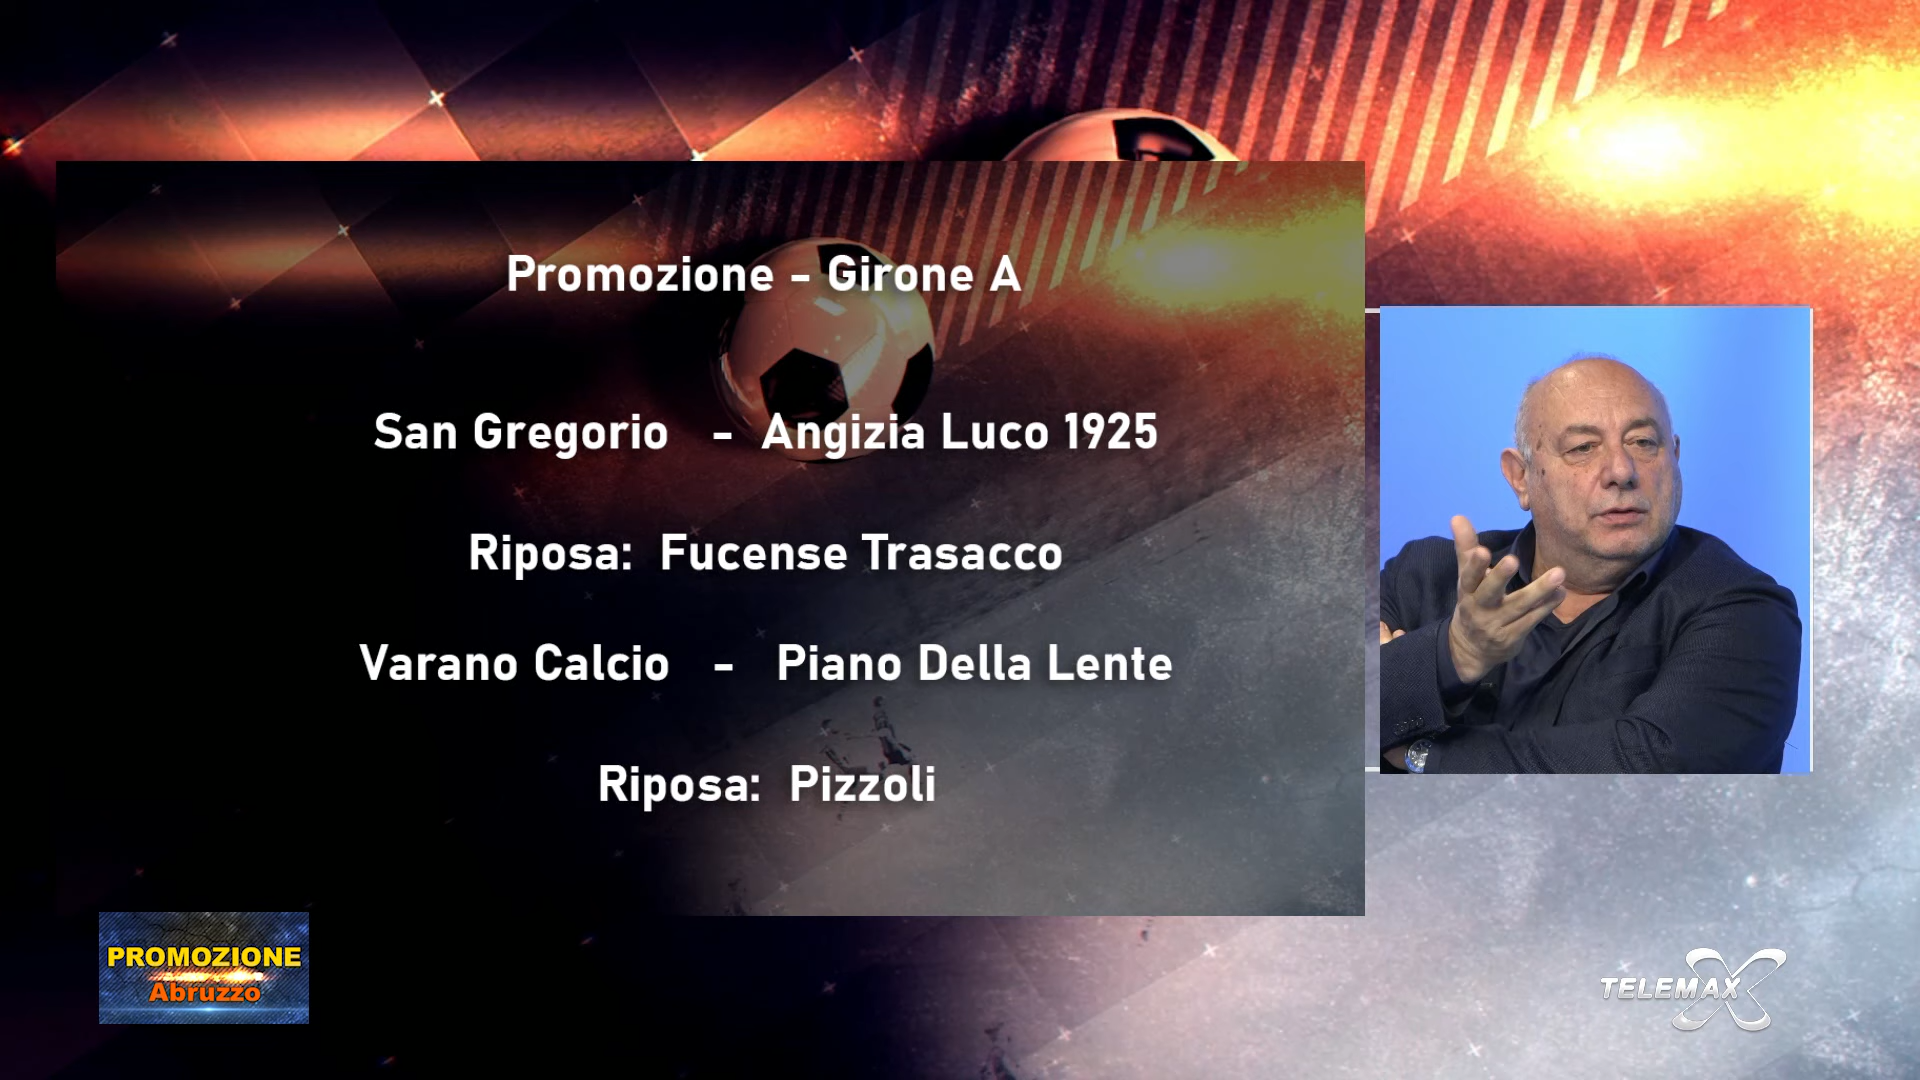 Promozione - Girone A
San Gregorio - Angizia Luco 1925
Riposa: Fucense Trasacco
Varano Calcio - Piano Della Lente
Riposa: Pizzoli
PROMOZIONE
Abruzzo
TELEMAX